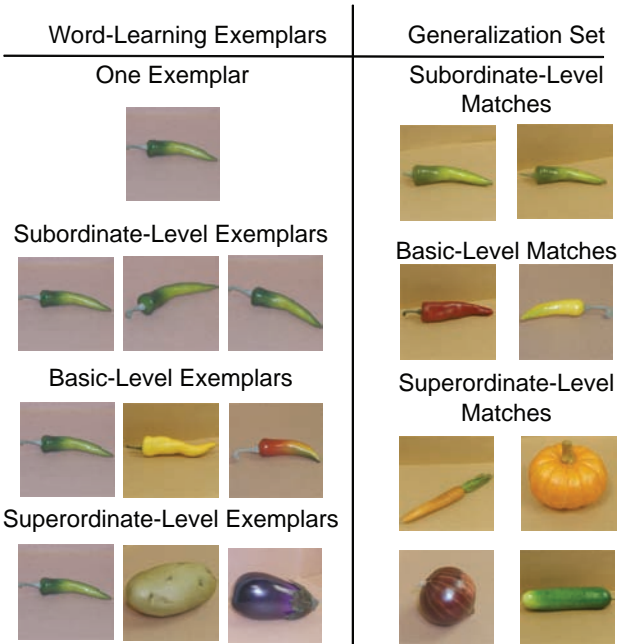 Word-Learning Exemplars
One Exemplar
Subordinate-Level Exemplars
Basic-Level Exemplars
Superordinate-Level Exemplars
Generalization Set
Subordinate-Level
Matches
Basic-Level Matches
Superordinate-Level
Matches